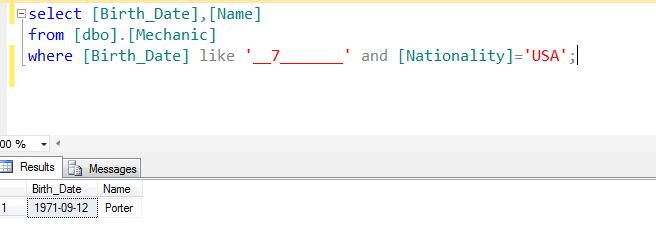 select [Birth_Date],[Name]
from [dbo].[Mechanic]
where [Birth_Date] like '__7_______' and [Nationality]='USA';
00 %
Results Messages
Birth_Date Name
1 1971-09-12 Porter